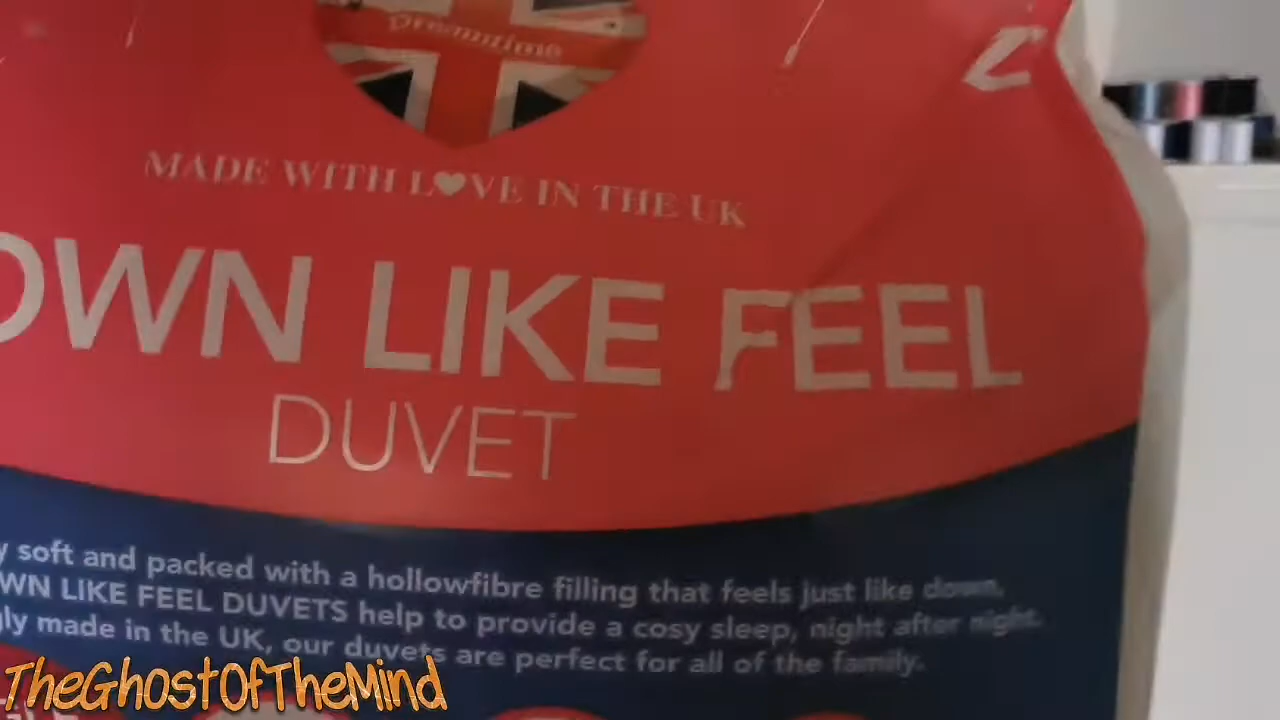 Dreamtime
MADE WITH LOVE IN THE UK
OWN LIKE FEEL
DUVET
y soft and packed with a hollowfibre filling that feels just like down,
WN LIKE FEEL DUVETS help to provide a cosy sleep, night after night.
gly made in the UK, our duvets are perfect for all of the family.
TheGhostOfTheMind